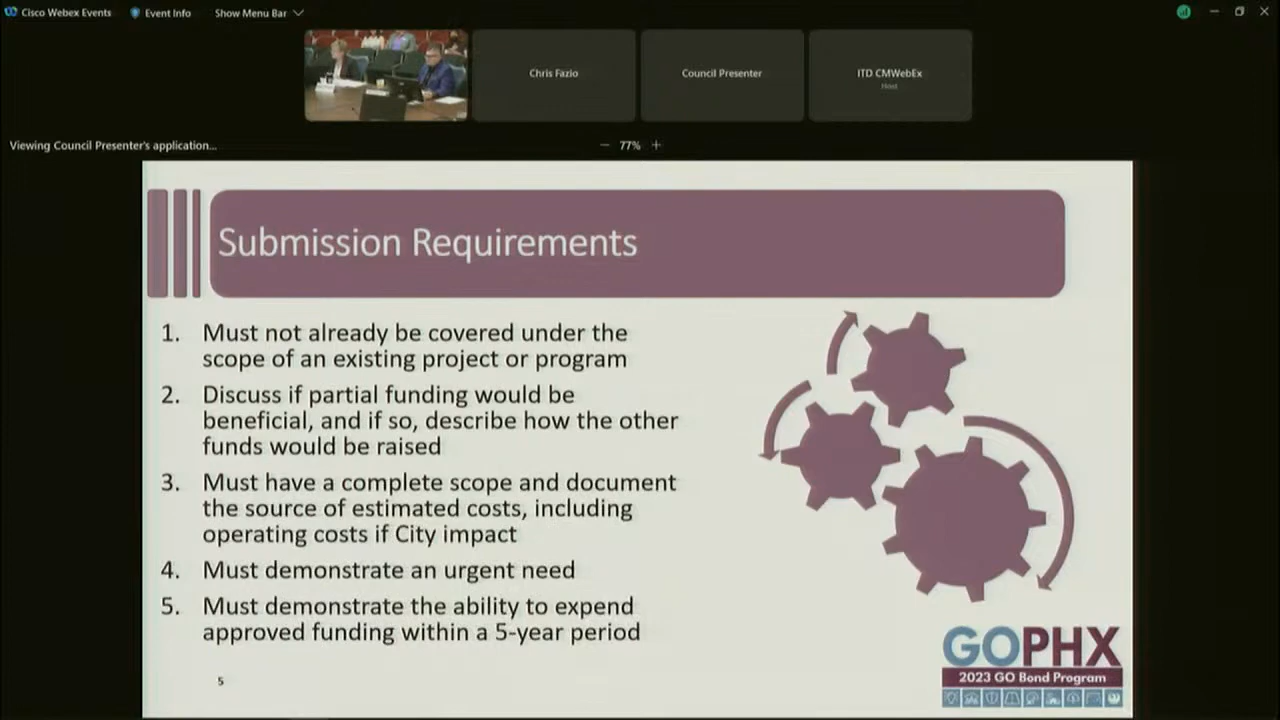 Cisco Webex Events
Event Info
Show Menu Bar
Chris Fazio
Council Presenter
ITD CMWebEx
Host
Viewing Council Presenter's application...
77%
Submission Requirements
1. Must not already be covered under the
scope of an existing project or program
2. Discuss if partial funding would be
beneficial, and if so, describe how the other
funds would be raised
3. Must have a complete scope and document
the source of estimated costs, including
operating costs if City impact
4. Must demonstrate an urgent need
5. Must demonstrate the ability to expend
approved funding within a 5-year period
5
GOPHX
2023 GO Bond Program